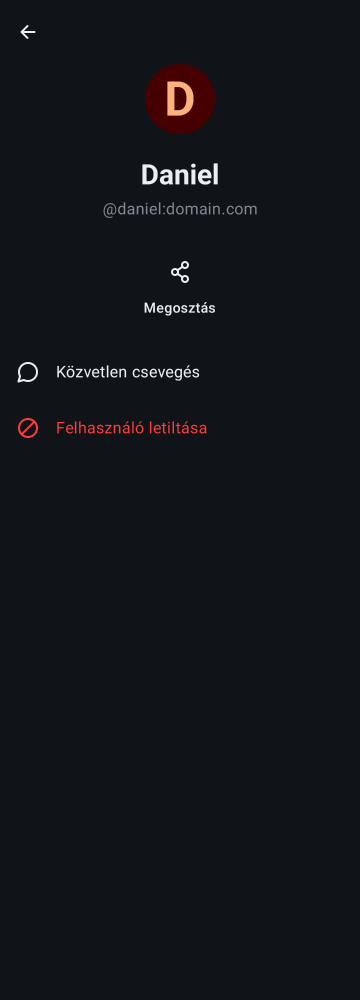 D
Daniel
@daniel:domain.com
Megosztás
Közvetlen csevegés
Felhasználó letiltása